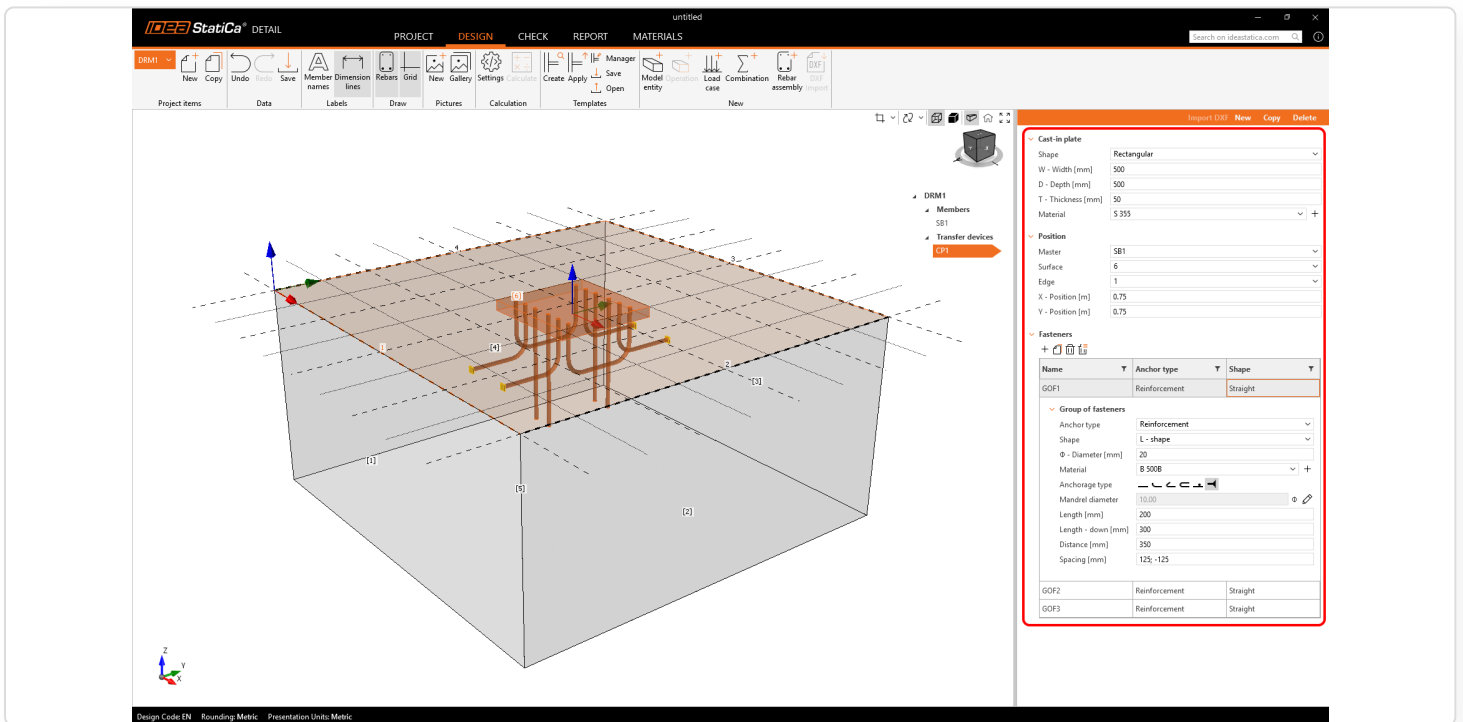 untitled
IDEA StatiCa® DETAIL
PROJECT DESIGN CHECK REPORT MATERIALS
Search on ideastatica.com
DRM1
New Copy Undo Redo Save Member names Dimension lines Rebars Grid New Gallery Settings Calculate Create Apply Manager Save Open Model entity Operation Load case Combination Rebar assembly DXF Import
Project items Data Labels Draw Pictures Calculation Templates New
Import DXF New Copy Delete
Cast-in plate
Shape Rectangular
W - Width [mm] 500
D - Depth [mm] 500
T - Thickness [mm] 50
Material S 355
Position
Master SB1
Surface 6
Edge 1
X - Position [m] 0.75
Y - Position [m] 0.75
Fasteners
Name Anchor type Shape
GOF1 Reinforcement Straight
Group of fasteners
Anchor type Reinforcement
Shape L - shape
Φ - Diameter [mm] 20
Material B 500B
Anchorage type
Mandrel diameter 10.00 Φ
Length [mm] 200
Length - down [mm] 300
Distance [mm] 350
Spacing [mm] 125; -125
GOF2 Reinforcement Straight
GOF3 Reinforcement Straight
DRM1
Members
SB1
Transfer devices
CP1
4
3
[6]
1
[4]
2
[3]
[1]
[5]
[2]
Z
Y
X
Design Code: EN Rounding: Metric Presentation Units: Metric